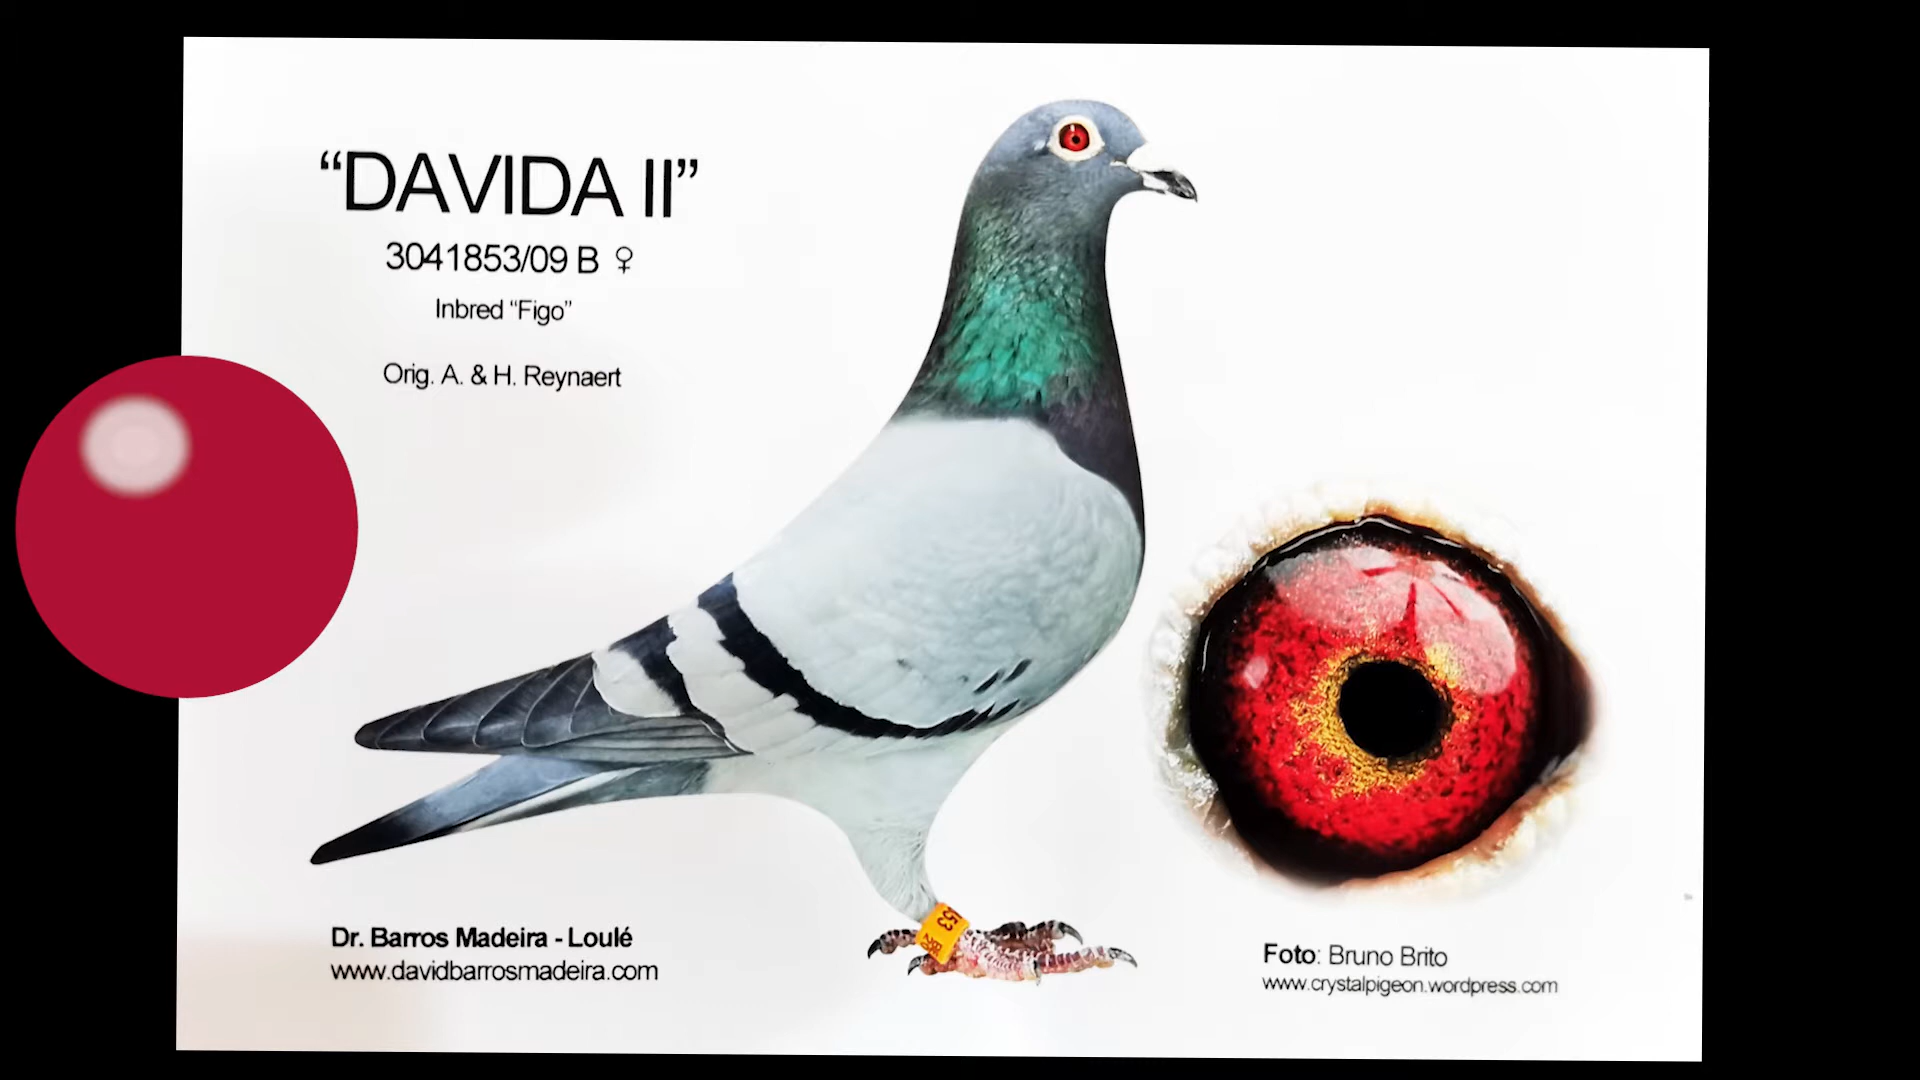 “DAVIDA II”
3041853/09 B ♀
Inbred “Figo”
Orig. A. & H. Reynaert
Dr. Barros Madeira - Loulé
www.davidbarrosmadeira.com
Foto: Bruno Brito
www.crystalpigeon.wordpress.com